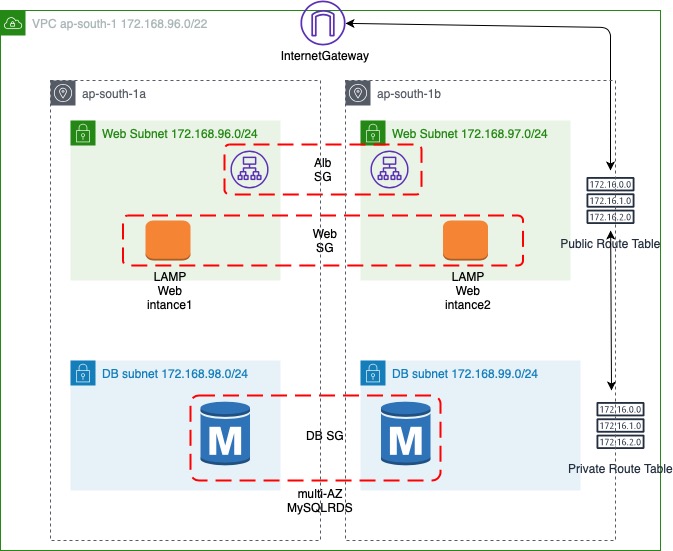 VPC ap-south-1 172.168.96.0/22
InternetGateway
ap-south-1a
ap-south-1b
Web Subnet 172.168.96.0/24
Web Subnet 172.168.97.0/24
Alb
SG
172.16.0.0
172.16.1.0
172.16.2.0
Public Route Table
Web
SG
LAMP
Web
intance1
LAMP
Web
intance2
DB subnet 172.168.98.0/24
DB subnet 172.168.99.0/24
M
DB SG
M
172.16.0.0
172.16.1.0
172.16.2.0
Private Route Table
multi-AZ
MySQLRDS